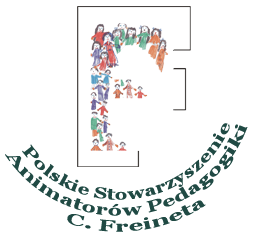 Polskie Stowarzyszenie
Animatorów Pedagogiki
C. Freineta